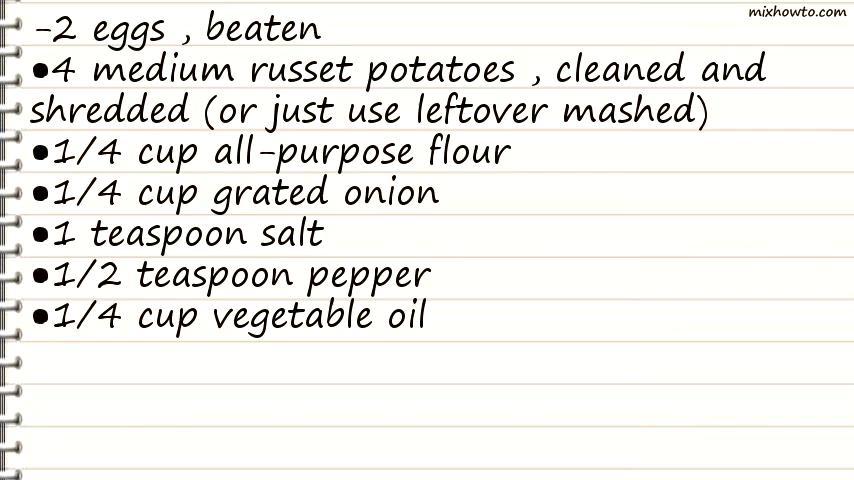 mixhowto.com
-2 eggs , beaten
●4 medium russet potatoes , cleaned and
shredded (or just use leftover mashed)
●1/4 cup all-purpose flour
●1/4 cup grated onion
●1 teaspoon salt
●1/2 teaspoon pepper
●1/4 cup vegetable oil